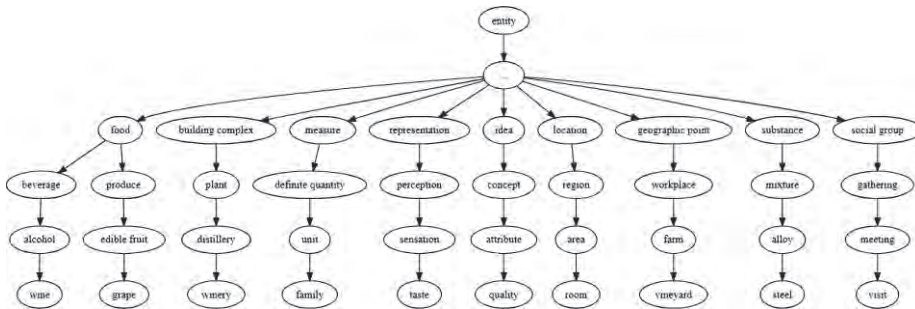 entity
...
food building complex measure representation idea location geographic point substance social group
beverage produce plant definite quantity perception concept region workplace mixture gathering
alcohol edible fruit distillery unit sensation attribute area farm alloy meeting
wine grape winery family taste quality room vineyard steel visit